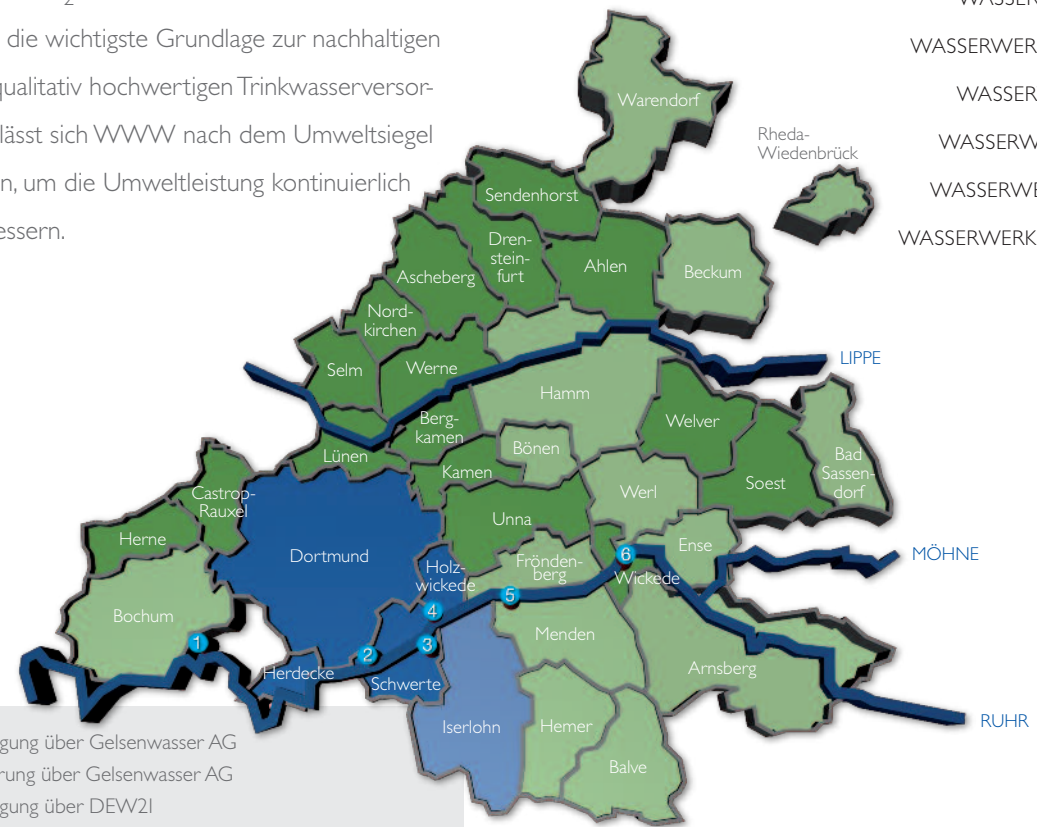 2
die wichtigste Grundlage zur nachhaltigen
qualitativ hochwertigen Trinkwasserversor-
lässt sich WWW nach dem Umweltsiegel
n, um die Umweltleistung kontinuierlich
essern.
WASSER
WASSERWER
WASSER
WASSERW
WASSERWE
WASSERWERK
Warendorf
Rheda-
Wiedenbrück
Sendenhorst
Dren-
stein-
furt
Ahlen
Beckum
Ascheberg
Nord-
kirchen
Selm
Werne
LIPPE
Hamm
Berg-
kamen
Welver
Bönen
Lünen
Kamen
Bad
Sassen-
dorf
Soest
Werl
Castrop-
Rauxel
Unna
Herne
Dortmund
Holz-
wickede
Frönden-
berg
6
Wickede
Ense
MÖHNE
Bochum
1
4
5
2
3
Menden
Arnsberg
Herdecke
Schwerte
Iserlohn
Hemer
Balve
RUHR
gung über Gelsenwasser AG
rung über Gelsenwasser AG
gung über DEW21